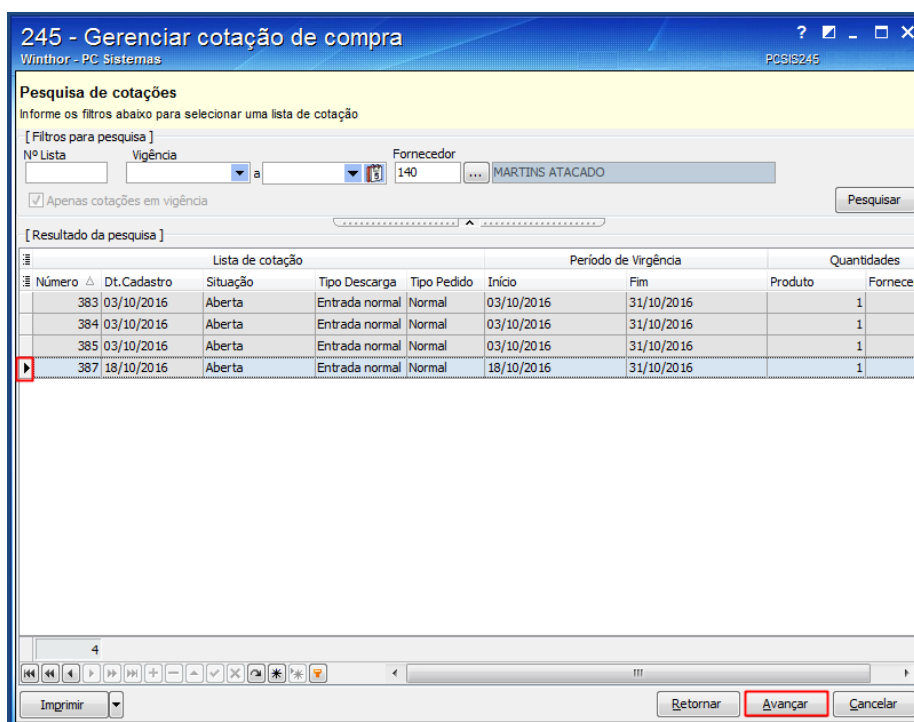 245 - Gerenciar cotação de compra
Winthor - PC Sistemas PCSIS245
Pesquisa de cotações
Informe os filtros abaixo para selecionar uma lista de cotação
[ Filtros para pesquisa ]
Nº Lista Vigência Fornecedor
a 140 ... MARTINS ATACADO
Apenas cotações em vigência Pesquisar
[ Resultado da pesquisa ]
Lista de cotação Período de Virgência Quantidades
Número Dt.Cadastro Situação Tipo Descarga Tipo Pedido Início Fim Produto Fornece
383 03/10/2016 Aberta Entrada normal Normal 03/10/2016 31/10/2016 1
384 03/10/2016 Aberta Entrada normal Normal 03/10/2016 31/10/2016 1
385 03/10/2016 Aberta Entrada normal Normal 03/10/2016 31/10/2016 1
387 18/10/2016 Aberta Entrada normal Normal 18/10/2016 31/10/2016 1
4
Imprimir Retornar Avançar Cancelar